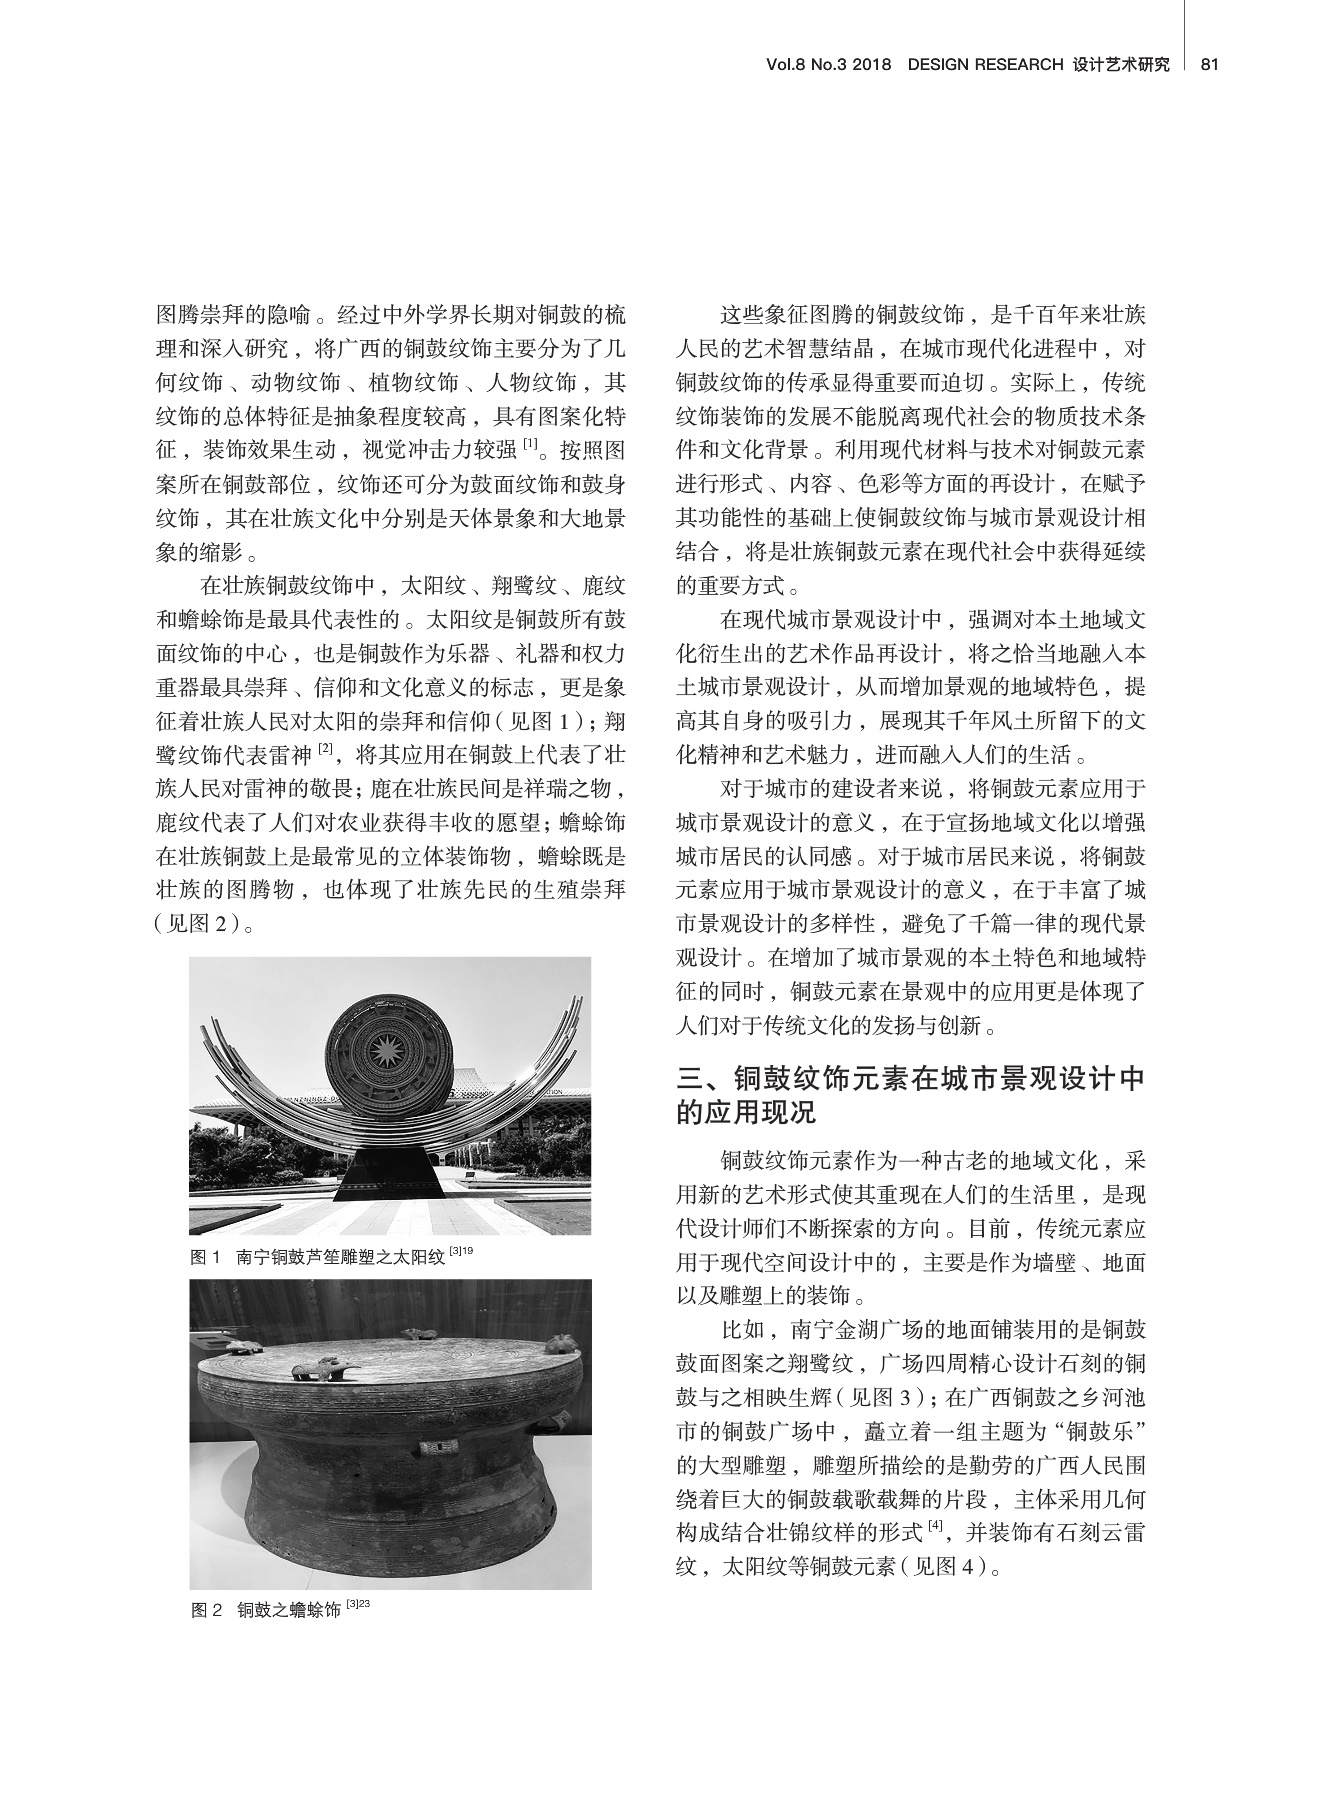 Vol.8 No.3 2018 DESIGN RESEARCH 设计艺术研究 81
图腾崇拜的隐喻。经过中外学界长期对铜鼓的梳
理和深入研究，将广西的铜鼓纹饰主要分为了几
何纹饰、动物纹饰、植物纹饰、人物纹饰，其
纹饰的总体特征是抽象程度较高，具有图案化特
征，装饰效果生动，视觉冲击力较强[1]。按照图
案所在铜鼓部位，纹饰还可分为鼓面纹饰和鼓身
纹饰，其在壮族文化中分别是天体景象和大地景
象的缩影。
在壮族铜鼓纹饰中，太阳纹、翔鹭纹、鹿纹
和蟾蜍饰是最具代表性的。太阳纹是铜鼓所有鼓
面纹饰的中心，也是铜鼓作为乐器、礼器和权力
重器最具崇拜、信仰和文化意义的标志，更是象
征着壮族人民对太阳的崇拜和信仰（见图1）；翔
鹭纹饰代表雷神[2]，将其应用在铜鼓上代表了壮
族人民对雷神的敬畏；鹿在壮族民间是祥瑞之物，
鹿纹代表了人们对农业获得丰收的愿望；蟾蜍饰
在壮族铜鼓上是最常见的立体装饰物，蟾蜍既是
壮族的图腾物，也体现了壮族先民的生殖崇拜
（见图2）。
图1 南宁铜鼓芦笙雕塑之太阳纹[3]19
图2 铜鼓之蟾蜍饰[3]23
这些象征图腾的铜鼓纹饰，是千百年来壮族
人民的艺术智慧结晶，在城市现代化进程中，对
铜鼓纹饰的传承显得重要而迫切。实际上，传统
纹饰装饰的发展不能脱离现代社会的物质技术条
件和文化背景。利用现代材料与技术对铜鼓元素
进行形式、内容、色彩等方面的再设计，在赋予
其功能性的基础上使铜鼓纹饰与城市景观设计相
结合，将是壮族铜鼓元素在现代社会中获得延续
的重要方式。
在现代城市景观设计中，强调对本土地域文
化衍生出的艺术作品再设计，将之恰当地融入本
土城市景观设计，从而增加景观的地域特色，提
高其自身的吸引力，展现其千年风土所留下的文
化精神和艺术魅力，进而融入人们的生活。
对于城市的建设者来说，将铜鼓元素应用于
城市景观设计的意义，在于宣扬地域文化以增强
城市居民的认同感。对于城市居民来说，将铜鼓
元素应用于城市景观设计的意义，在于丰富了城
市景观设计的多样性，避免了千篇一律的现代景
观设计。在增加了城市景观的本土特色和地域特
征的同时，铜鼓元素在景观中的应用更是体现了
人们对于传统文化的发扬与创新。
三、铜鼓纹饰元素在城市景观设计中
的应用现况
铜鼓纹饰元素作为一种古老的地域文化，采
用新的艺术形式使其重现在人们的生活里，是现
代设计师们不断探索的方向。目前，传统元素应
用于现代空间设计中的，主要是作为墙壁、地面
以及雕塑上的装饰。
比如，南宁金湖广场的地面铺装用的是铜鼓
鼓面图案之翔鹭纹，广场四周精心设计石刻的铜
鼓与之相映生辉（见图3）；在广西铜鼓之乡河池
市的铜鼓广场中，矗立着一组主题为“铜鼓乐”
的大型雕塑，雕塑所描绘的是勤劳的广西人民围
绕着巨大的铜鼓载歌载舞的片段，主体采用几何
构成结合壮锦纹样的形式[4]，并装饰有石刻云雷
纹，太阳纹等铜鼓元素（见图4）。